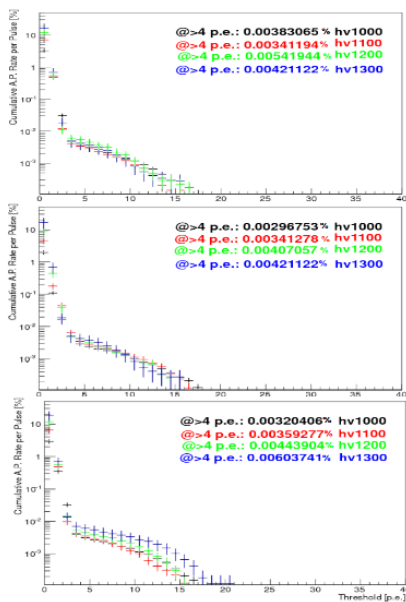 Cumulative A.P. Rate per Pulse [%]
@>4 p.e.: 0.00383065 % hv1000
@>4 p.e.: 0.00341194 % hv1100
@>4 p.e.: 0.00541944 % hv1200
@>4 p.e.: 0.00421122 % hv1300
10
1
10⁻¹
10⁻²
10⁻³
0 5 10 15 20 25 30 35 40
Cumulative A.P. Rate per Pulse [%]
@>4 p.e.: 0.00296753% hv1000
@>4 p.e.: 0.00341278% hv1100
@>4 p.e.: 0.00407057% hv1200
@>4 p.e.: 0.00421122% hv1300
10
1
10⁻¹
10⁻²
10⁻³
0 5 10 15 20 25 30 35 40
Cumulative A.P. Rate per Pulse [%]
@>4 p.e.: 0.00320406% hv1000
@>4 p.e.: 0.00359277% hv1100
@>4 p.e.: 0.00443904% hv1200
@>4 p.e.: 0.00603741% hv1300
10
1
10⁻¹
10⁻²
10⁻³
0 5 10 15 20 25 30 35 40
Threshold [p.e.]